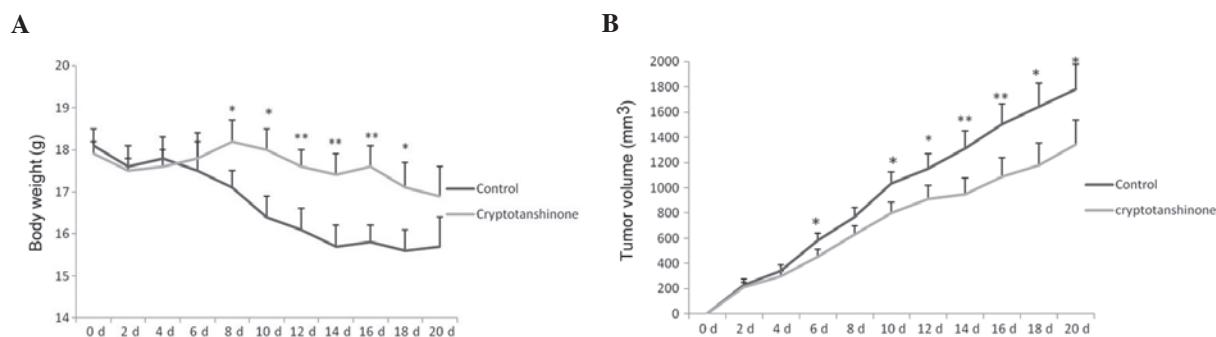 A
Body weight (g)
20
19
18
17
16
15
14
* * ** ** ** *
0 d 2 d 4 d 6 d 8 d 10 d 12 d 14 d 16 d 18 d 20 d
Control
Cryptotanshinone
B
Tumor volume (mm3)
2000
1800
1600
1400
1200
1000
800
600
400
200
0
* * * ** ** * *
0 d 2 d 4 d 6 d 8 d 10 d 12 d 14 d 16 d 18 d 20 d
Control
cryptotanshinone